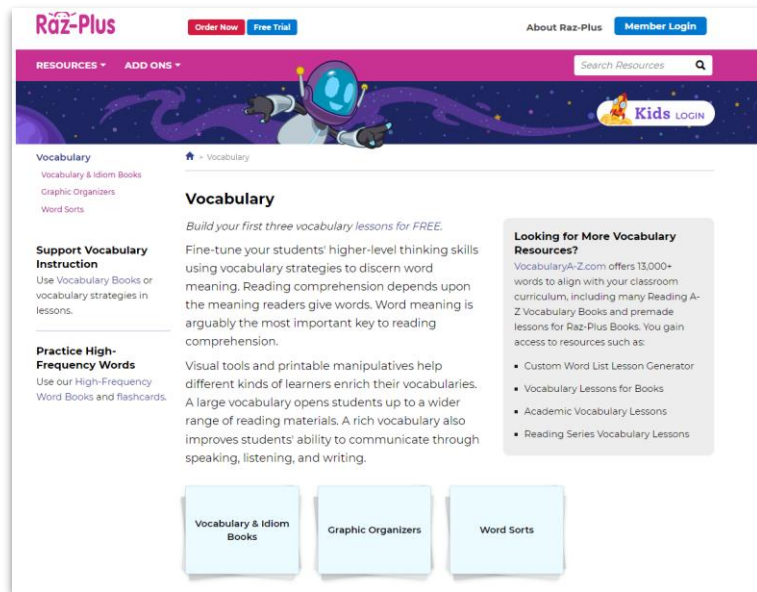 Raz-Plus
Order Now
Free Trial
About Raz-Plus
Member Login
RESOURCES
ADD ONS
Search Resources
Kids LOGIN
Vocabulary
Vocabulary & Idiom Books
Graphic Organizers
Word Sorts
Support Vocabulary
Instruction
Use Vocabulary Books or
vocabulary strategies in
lessons.
Practice High-
Frequency Words
Use our High-Frequency
Word Books and flashcards.
> Vocabulary
Vocabulary
Build your first three vocabulary lessons for FREE.
Fine-tune your students' higher-level thinking skills
using vocabulary strategies to discern word
meaning. Reading comprehension depends upon
the meaning readers give words. Word meaning is
arguably the most important key to reading
comprehension.
Visual tools and printable manipulatives help
different kinds of learners enrich their vocabularies.
A large vocabulary opens students up to a wider
range of reading materials. A rich vocabulary also
improves students' ability to communicate through
speaking, listening, and writing.
Looking for More Vocabulary
Resources?
VocabularyA-Z.com offers 13,000+
words to align with your classroom
curriculum, including many Reading A-
Z Vocabulary Books and premade
lessons for Raz-Plus Books. You gain
access to resources such as:
▪ Custom Word List Lesson Generator
▪ Vocabulary Lessons for Books
▪ Academic Vocabulary Lessons
▪ Reading Series Vocabulary Lessons
Vocabulary & Idiom
Books
Graphic Organizers
Word Sorts